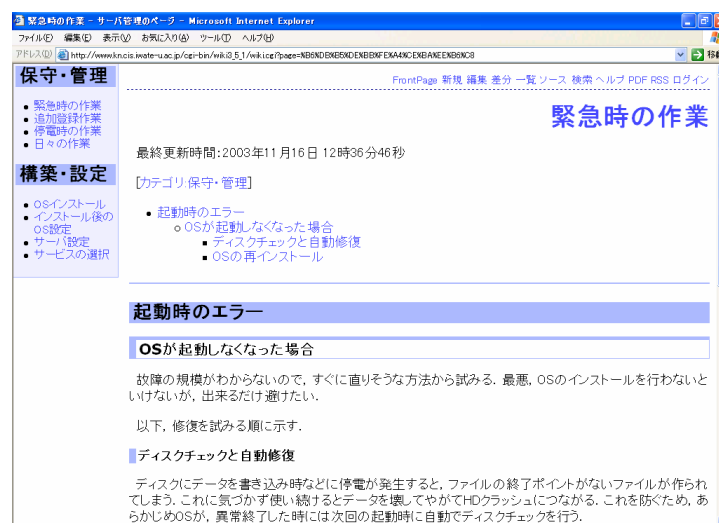 緊急時の作業 - サーバ管理のページ - Microsoft Internet Explorer
ファイル(F) 編集(E) 表示(V) お気に入り(A) ツール(T) ヘルプ(H)
アドレス(D)
移動
保守・管理
緊急時の作業
追加登録作業
停電時の作業
日々の作業
構築・設定
OSインストール
インストール後の
OS設定
サーバ設定
サービスの選択
FrontPage 新規 編集 差分 一覧 ソース 検索 ヘルプ PDF RSS ログイン
緊急時の作業
最終更新時間:2003年11月16日 12時36分46秒
[カテゴリ:保守・管理]
起動時のエラー
OSが起動しなくなった場合
ディスクチェックと自動修復
OSの再インストール
起動時のエラー
OSが起動しなくなった場合
故障の規模がわからないので, すぐに直りそうな方法から試みる. 最悪, OSのインストールを行わないと
いけないが, 出来るだけ避けたい.
以下, 修復を試みる順に示す.
ディスクチェックと自動修復
ディスクにデータを書き込み時などに停電が発生すると, ファイルの終了ポイントがないファイルが作られ
てしまう. これに気づかず使い続けるとデータを壊してやがてHDクラッシュにつながる. これを防ぐため, あ
らかじめOSが, 異常終了した時には次回の起動時に自動でディスクチェックを行う.